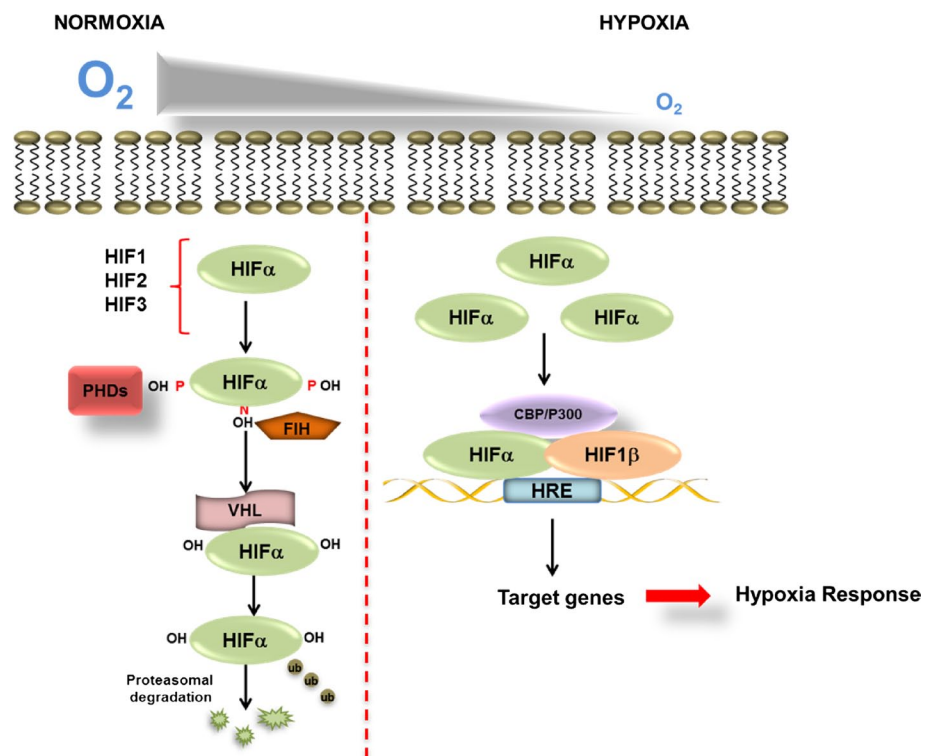 NORMOXIA
HYPOXIA
O2
O2
HIF1
HIF2
HIF3
HIFα
PHDs
OH P
HIFα
P OH
N
OH
FIH
VHL
OH
HIFα
OH
OH
HIFα
OH
ub
ub
ub
Proteasomal
degradation
HIFα
HIFα
HIFα
CBP/P300
HIFα
HIF1β
HRE
Target genes
Hypoxia Response